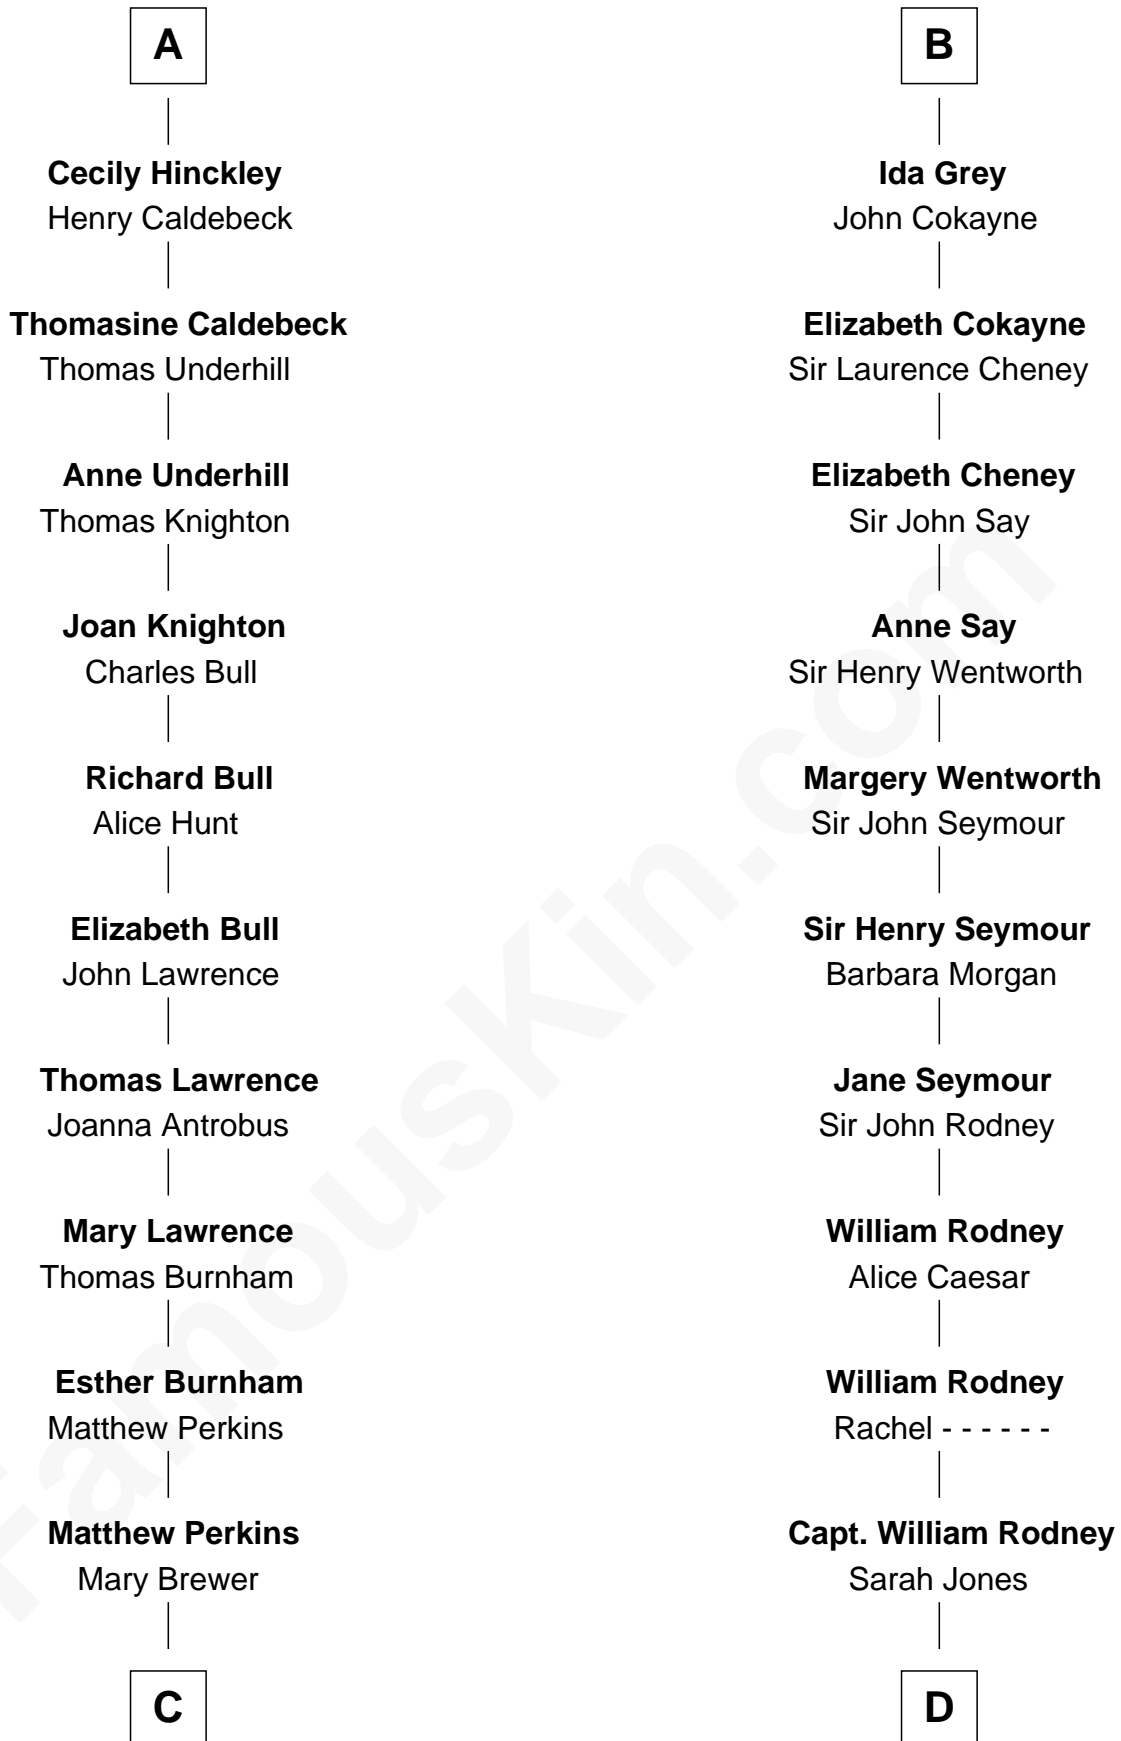 A
Cecily Hinckley
Henry Caldebeck
Thomasine Caldebeck
Thomas Underhill
Anne Underhill
Thomas Knighton
Joan Knighton
Charles Bull
Richard Bull
Alice Hunt
Elizabeth Bull
John Lawrence
Thomas Lawrence
Joanna Antrobus
Mary Lawrence
Thomas Burnham
Esther Burnham
Matthew Perkins
Matthew Perkins
Mary Brewer
C
B
Ida Grey
John Cokayne
Elizabeth Cokayne
Sir Laurence Cheney
Elizabeth Cheney
Sir John Say
Anne Say
Sir Henry Wentworth
Margery Wentworth
Sir John Seymour
Sir Henry Seymour
Barbara Morgan
Jane Seymour
Sir John Rodney
William Rodney
Alice Caesar
William Rodney
Rachel - - - - - -
Capt. William Rodney
Sarah Jones
D
FamousKin.com